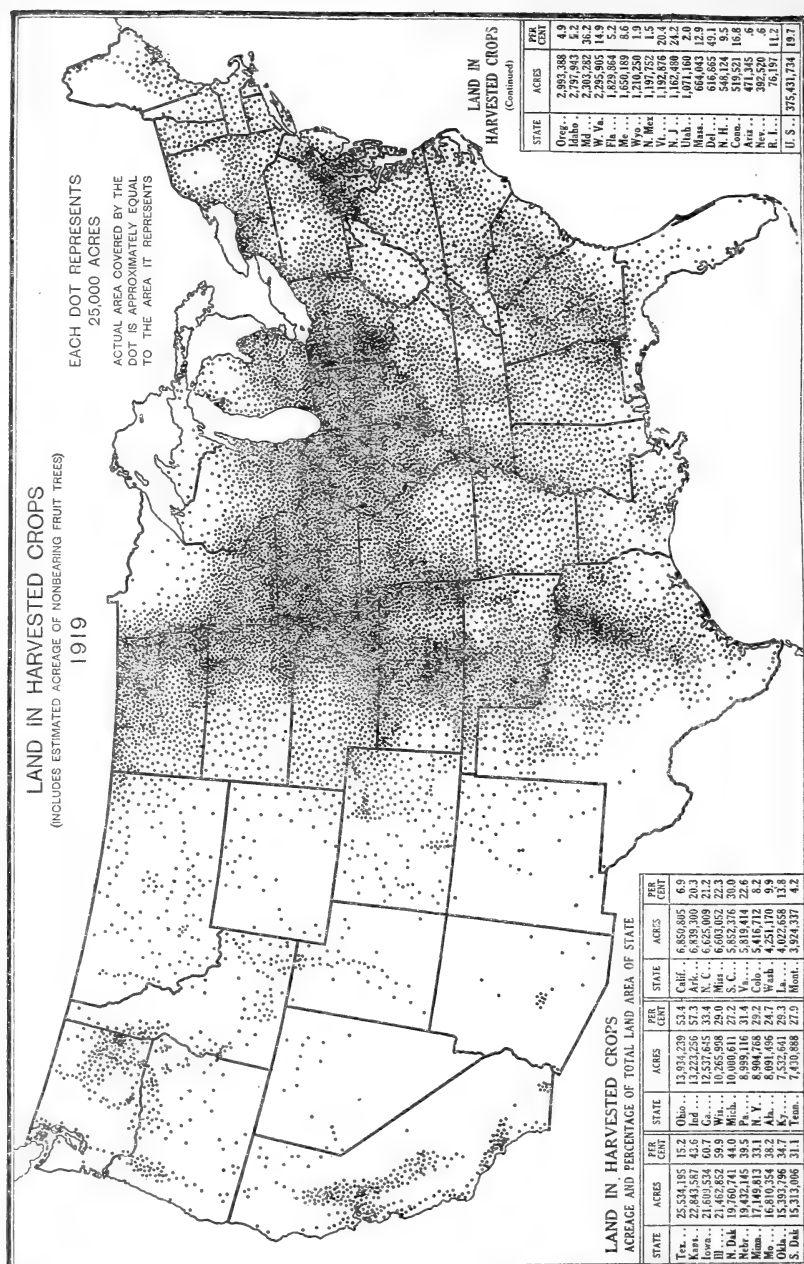 LAND IN HARVESTED CROPS
(INCLUDES ESTIMATED ACREAGE OF NONBEARING FRUIT TREES)
1919
EACH DOT REPRESENTS
25,000 ACRES
ACTUAL AREA COVERED BY THE
DOT IS APPROXIMATELY EQUAL
TO THE AREA IT REPRESENTS
LAND IN HARVESTED CROPS
ACREAGE AND PERCENTAGE OF TOTAL LAND AREA OF STATE
STATE ACRES PER CENT STATE ACRES PER CENT STATE ACRES PER CENT
Tex... 25,534,195 15.2 Ohio... 13,934,239 53.4 Calif.. 6,850,805 6.9
Kans.. 22,843,587 43.6 Ind.... 13,223,256 57.3 Ark... 6,839,300 20.3
Iowa.. 21,609,534 60.7 Ga.... 12,537,645 33.4 N. C... 6,625,009 21.2
Ill.... 21,462,852 59.9 Wis... 10,265,998 29.0 Miss... 6,603,052 22.3
N. Dak 19,760,741 44.0 Mich.. 10,000,611 27.2 S. C... 5,852,376 30.0
Nebr.. 19,432,145 39.5 Pa.... 8,999,116 31.4 Va.... 5,819,414 22.6
Minn.. 17,149,813 33.1 N. Y... 8,904,768 29.2 Colo... 5,416,712 8.2
Mo.... 16,810,354 38.2 Ala... 8,091,496 24.7 Wash.. 4,251,170 9.9
Okla.. 15,393,796 34.7 Ky.... 7,532,641 29.3 La.... 4,022,658 13.8
S. Dak 15,313,006 31.1 Tenn.. 7,430,888 27.9 Mont.. 3,924,337 4.2
LAND IN
HARVESTED CROPS
(Continued)
STATE ACRES PER CENT
Oreg... 2,993,388 4.9
Idaho.. 2,797,943 5.2
Md.... 2,303,282 36.2
W. Va. 2,295,905 14.9
Fla.... 1,829,864 5.2
Me.... 1,650,189 8.6
Wyo... 1,210,250 1.9
N. Mex 1,197,752 1.5
Vt..... 1,192,876 20.4
N. J.... 1,162,480 24.2
Utah... 1,071,160 2.0
Mass... 664,043 12.9
Del.... 616,665 49.1
N. H... 548,124 9.5
Conn.. 519,521 16.8
Ariz... 471,345 .6
Nev... 392,520 .6
R. I.... 76,197 11.2
U. S... 375,431,734 19.7